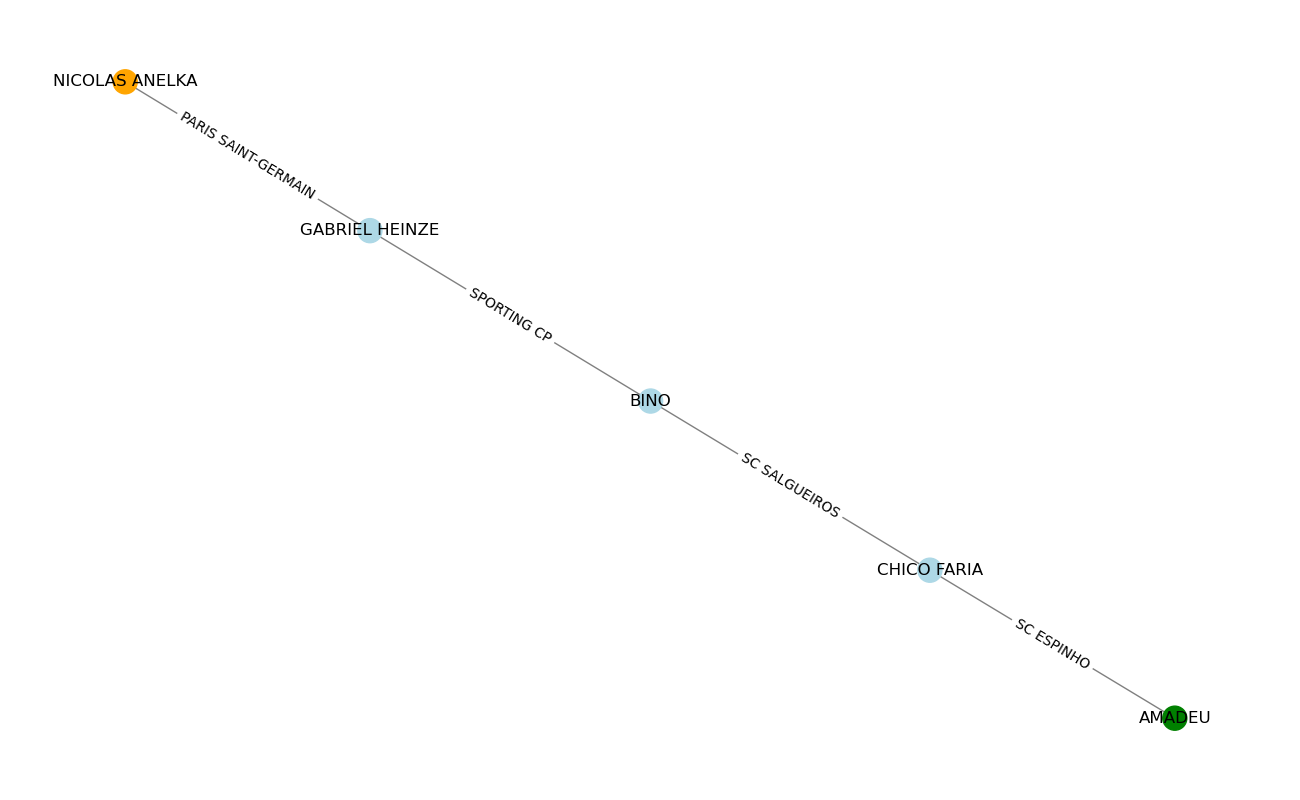 NICOLAS ANELKA
PARIS SAINT-GERMAIN
GABRIEL HEINZE
SPORTING CP
BINO
SC SALGUEIROS
CHICO FARIA
SC ESPINHO
AMADEU